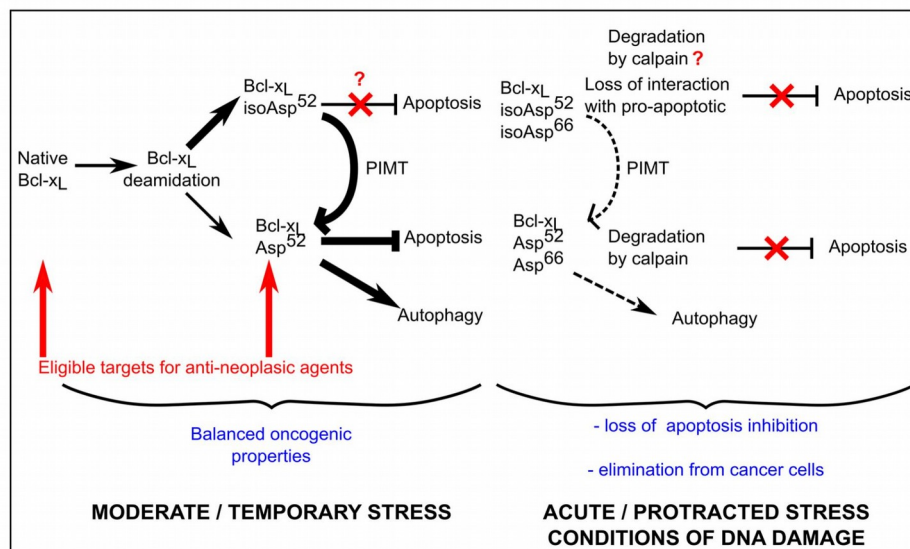 Native
Bcl-xL
Bcl-xL
deamidation
Bcl-xL
isoAsp52
?
Apoptosis
PIMT
Bcl-xL
Asp52
Apoptosis
Autophagy
Eligible targets for anti-neoplasic agents
Balanced oncogenic
properties
MODERATE / TEMPORARY STRESS
Degradation
by calpain ?
Bcl-xL
isoAsp52
isoAsp66
Loss of interaction
with pro-apoptotic
Apoptosis
PIMT
Bcl-xL
Asp52
Asp66
Degradation
by calpain
Apoptosis
Autophagy
- loss of apoptosis inhibition
- elimination from cancer cells
ACUTE / PROTRACTED STRESS
CONDITIONS OF DNA DAMAGE